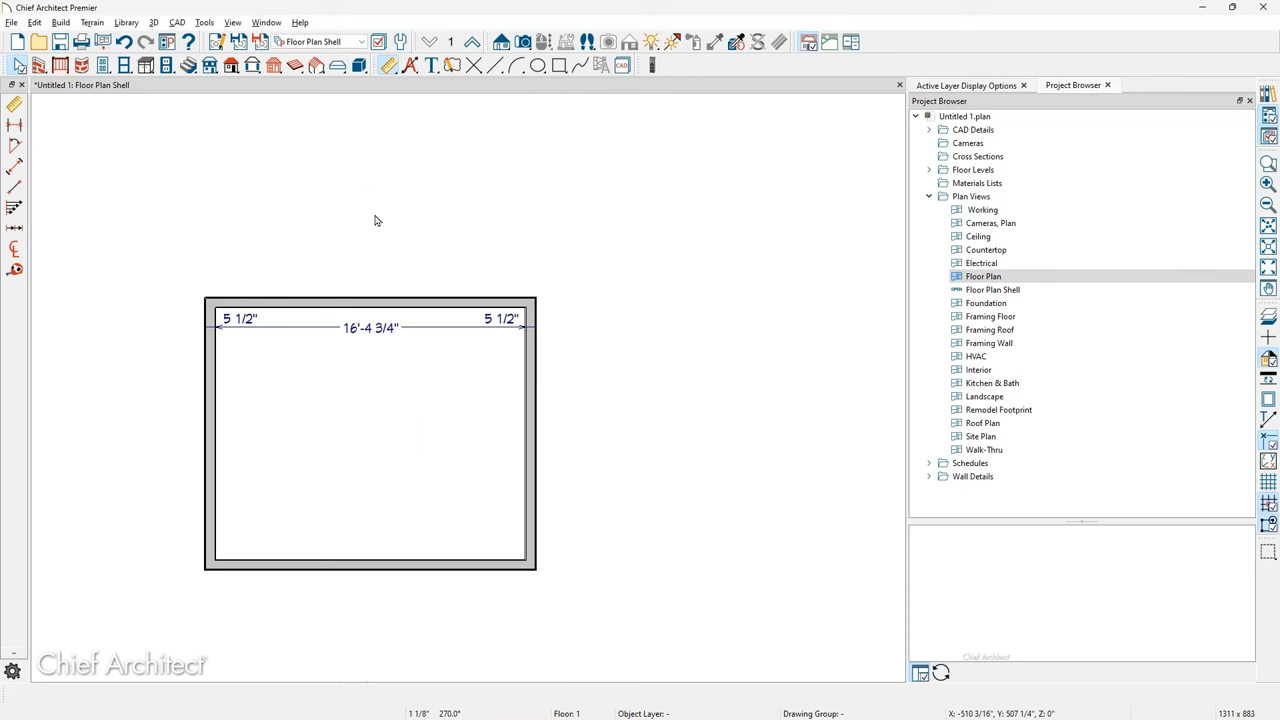 Chief Architect Premier
File Edit Build Terrain Library 3D CAD Tools View Window Help
Floor Plan Shell
1
*Untitled 1: Floor Plan Shell
Active Layer Display Options
Project Browser
Project Browser
Untitled 1.plan
CAD Details
Cameras
Cross Sections
Floor Levels
Materials Lists
Plan Views
Working
Cameras, Plan
Ceiling
Countertop
Electrical
Floor Plan
OPEN Floor Plan Shell
Foundation
Framing Floor
Framing Roof
Framing Wall
HVAC
Interior
Kitchen & Bath
Landscape
Remodel Footprint
Roof Plan
Site Plan
Walk-Thru
Schedules
Wall Details
5 1/2" 5 1/2"
16'-4 3/4"
Chief Architect
Chief Architect
1 1/8" 270.0° Floor: 1 Object Layer: - Drawing Group: - X: -510 3/16", Y: 507 1/4", Z: 0" 1311 x 883